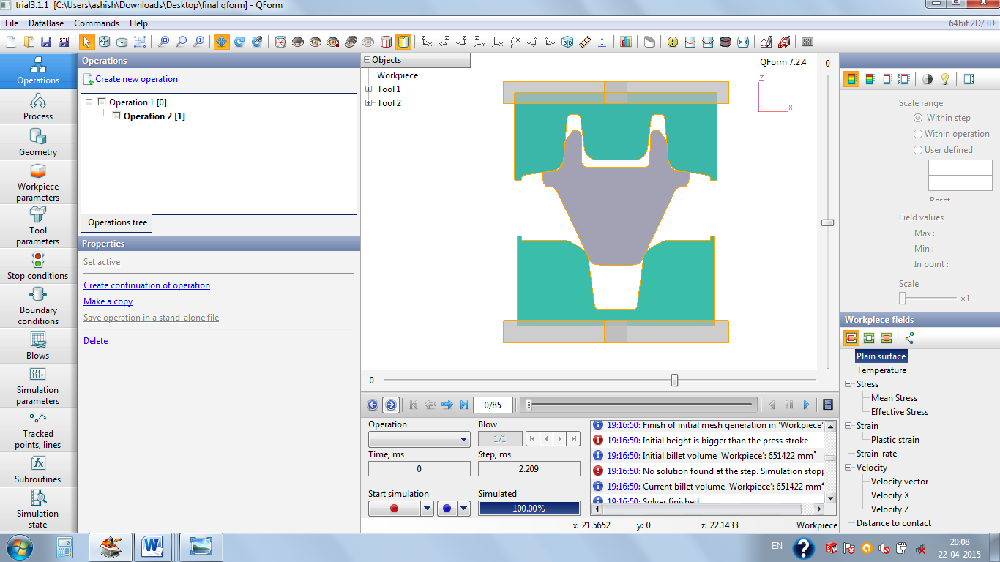 trial3.1.1 [C:\Users\ashish\Downloads\Desktop\final qform] - QForm
File DataBase Commands Help 64bit 2D/3D
Operations
Process
Geometry
Workpiece
parameters
Tool
parameters
Stop conditions
Boundary
conditions
Blows
Simulation
parameters
Tracked
points, lines
Subroutines
Simulation
state
Operations
Create new operation
Operation 1 [0]
Operation 2 [1]
Operations tree
Properties
Set active
Create continuation of operation
Make a copy
Save operation in a stand-alone file
Delete
Objects
Workpiece
Tool 1
Tool 2
QForm 7.2.4
Z
X
0
0
0/85
Operation
Blow
1/1
Time, ms
Step, ms
0
2.209
Start simulation
Simulated
100.00%
19:16:50: Finish of initial mesh generation in 'Workpiece'
19:16:50: Initial height is bigger than the press stroke
19:16:50: Initial billet volume 'Workpiece': 651422 mm³
19:16:50: No solution found at the step. Simulation stopp
19:16:50: Current billet volume 'Workpiece': 651422 mm³
19:16:50: Solver finished
x: 21.5652 y: 0 z: 22.1433 Workpiece
Scale range
Within step
Within operation
User defined
Reset
Field values
Max :
Min :
In point :
Scale
×1
Workpiece fields
Plain surface
Temperature
Stress
Mean Stress
Effective Stress
Strain
Plastic strain
Strain-rate
Velocity
Velocity vector
Velocity X
Velocity Z
Distance to contact
EN
20:08
22-04-2015